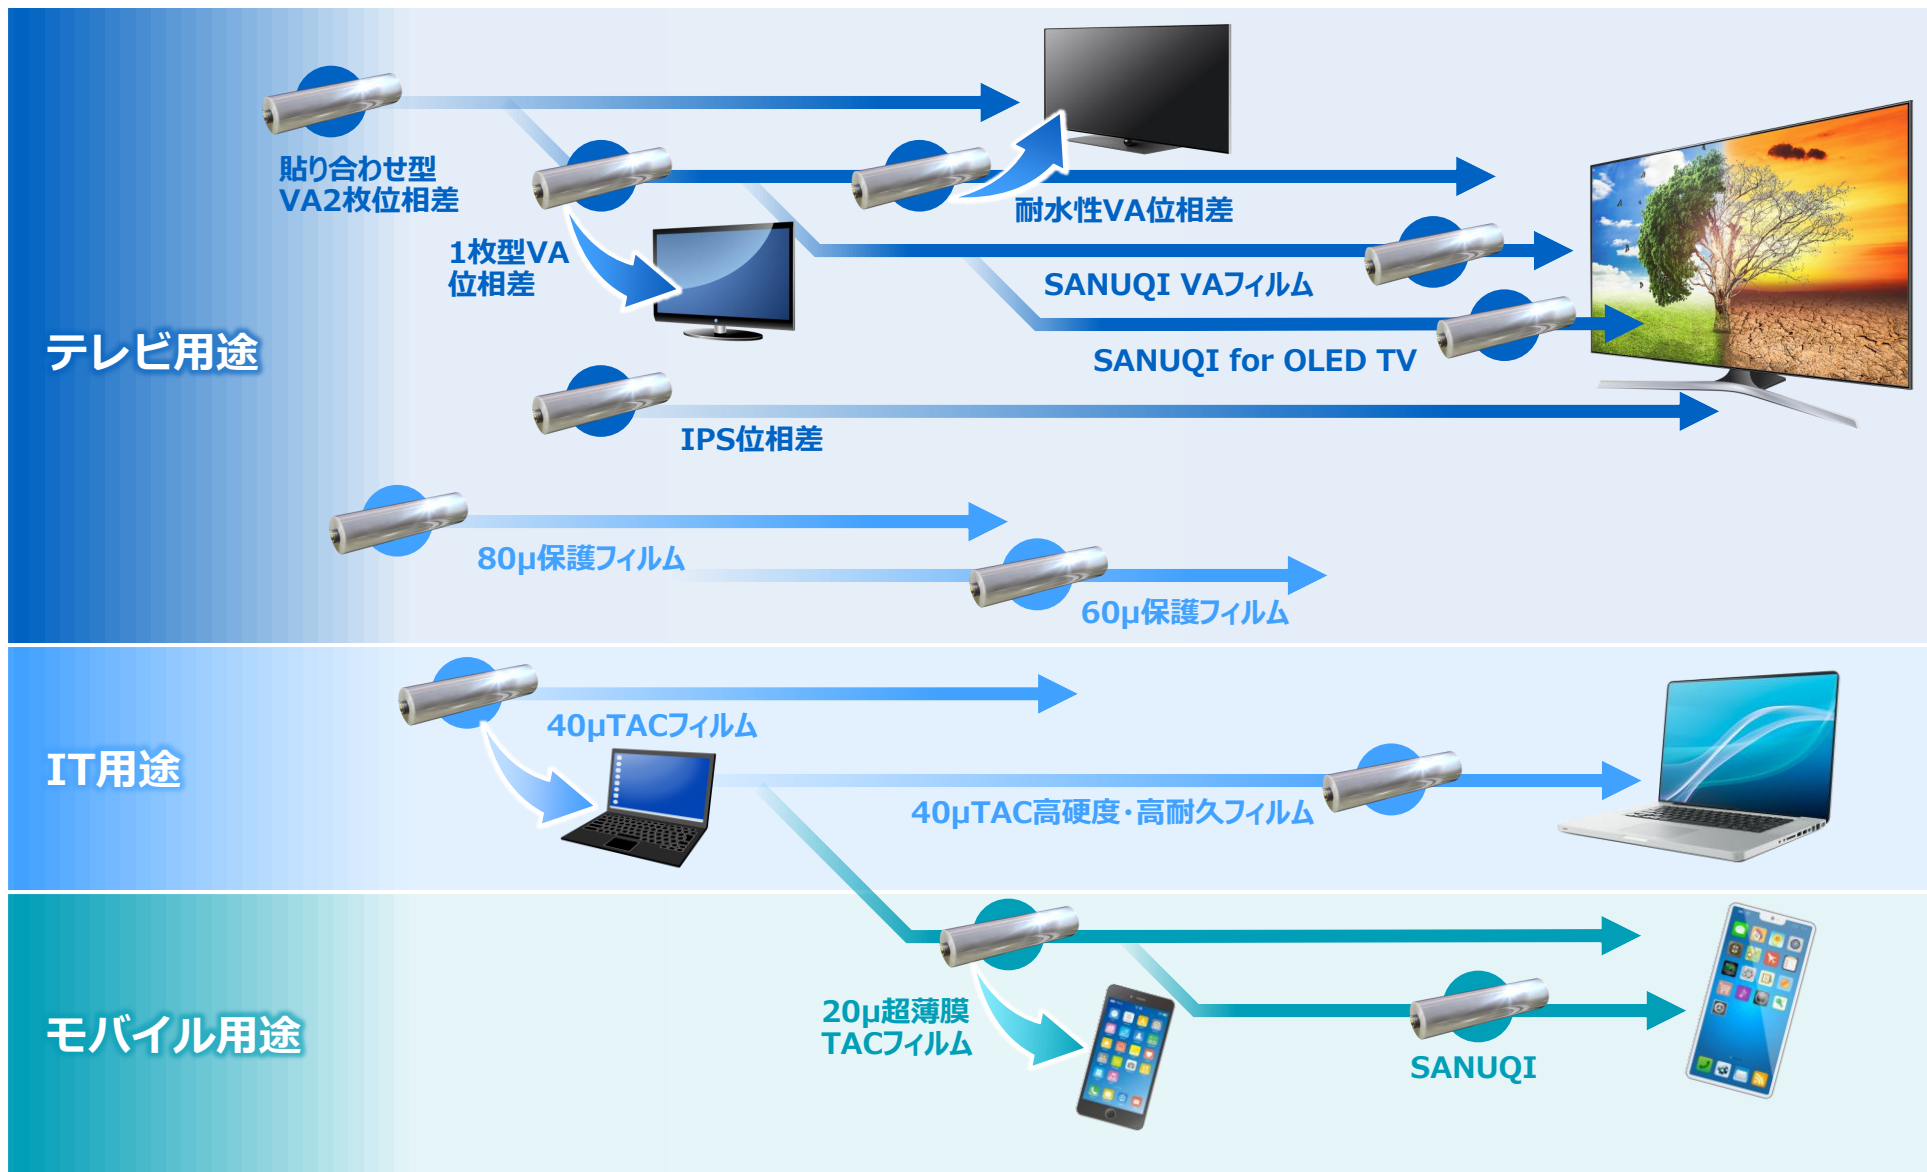 貼り合わせ型
VA2枚位相差
1枚型VA
位相差
耐水性VA位相差
SANUQI VAフィルム
SANUQI for OLED TV
テレビ用途
IPS位相差
80μ保護フィルム
60μ保護フィルム
40μTACフィルム
IT用途
40μTAC高硬度・高耐久フィルム
20μ超薄膜
TACフィルム
モバイル用途
SANUQI